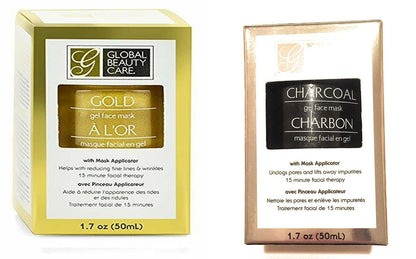 G
GLOBAL
BEAUTY
CARE.
GOLD
gel face mask
À L'OR
masque facial en gel
with Mask Applicator
Helps with reducing fine lines & wrinkles
15 minute facial therapy
avec Pinceau Applicateur
Aide à réduire l'apparence des rides
et des ridules
Traitement facial de 15 minutes
1.7 oz (50mL)
G
CHARCOAL
gel face mask
CHARBON
masque facial en gel
with Mask Applicator
Unclogs pores and lifts away impurities
15 minute facial therapy
avec Pinceau Applicateur
Nettoie les pores et enlève les impuretés
Traitement facial de 15 minutes
1.7 oz (50mL)